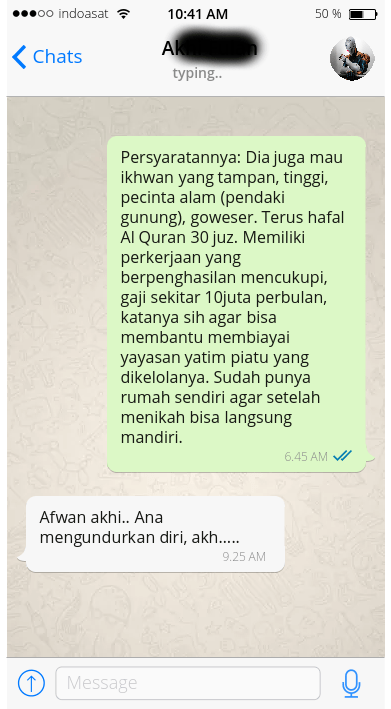 indoasat 10:41 AM 50 %
Chats
typing..
Persyaratannya: Dia juga mau
ikhwan yang tampan, tinggi,
pecinta alam (pendaki
gunung), goweser. Terus hafal
Al Quran 30 juz. Memiliki
perkerjaan yang
berpenghasilan mencukupi,
gaji sekitar 10juta perbulan,
katanya sih agar bisa
membantu membiayai
yayasan yatim piatu yang
dikelolanya. Sudah punya
rumah sendiri agar setelah
menikah bisa langsung
mandiri.
6.45 AM
Afwan akhi.. Ana
mengundurkan diri, akh.....
9.25 AM
Message